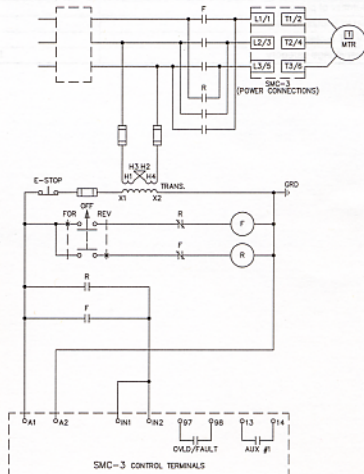 F
L1/1 T1/2
L2/3 T2/4
L3/5 T3/6
1
MTR
R
SMC-3
(POWER CONNECTIONS)
H3 H2
H1 H4
TRANS.
X1 X2
E-STOP
GRD
OFF
FOR REV
R
F
F
R
R
F
A1 A2 IN1 IN2 97 98 13 14
OVLD/FAULT AUX #1
SMC-3 CONTROL TERMINALS